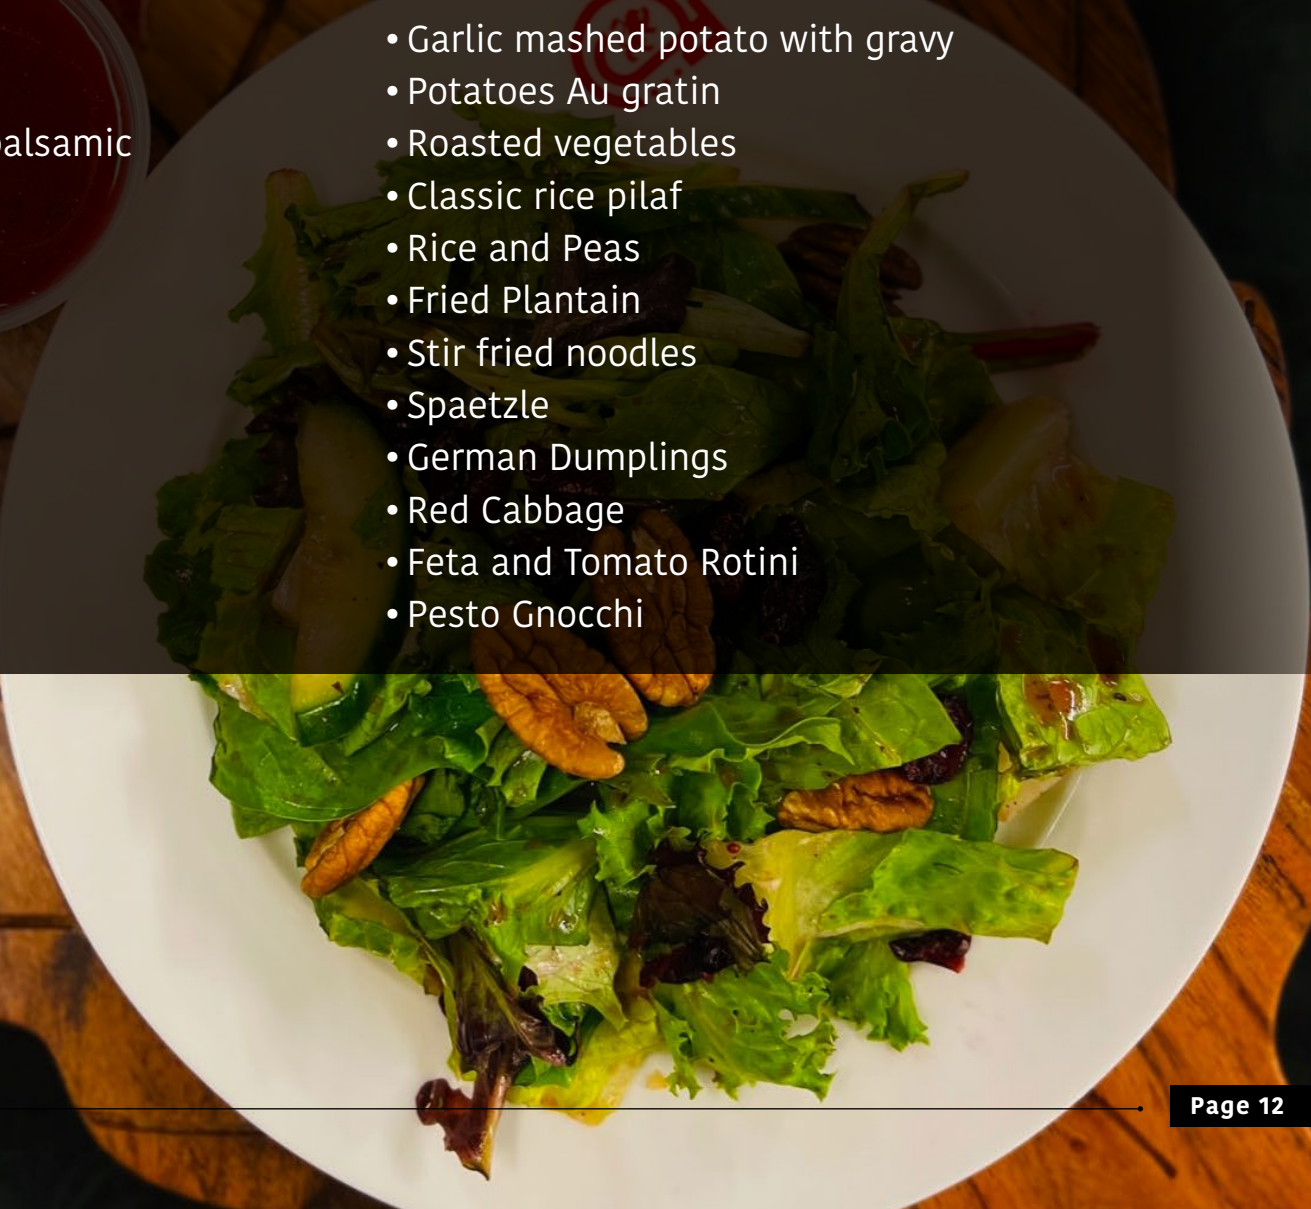 • Garlic mashed potato with gravy
• Potatoes Au gratin
balsamic
• Roasted vegetables
• Classic rice pilaf
• Rice and Peas
• Fried Plantain
• Stir fried noodles
• Spaetzle
• German Dumplings
• Red Cabbage
• Feta and Tomato Rotini
• Pesto Gnocchi
Page 12